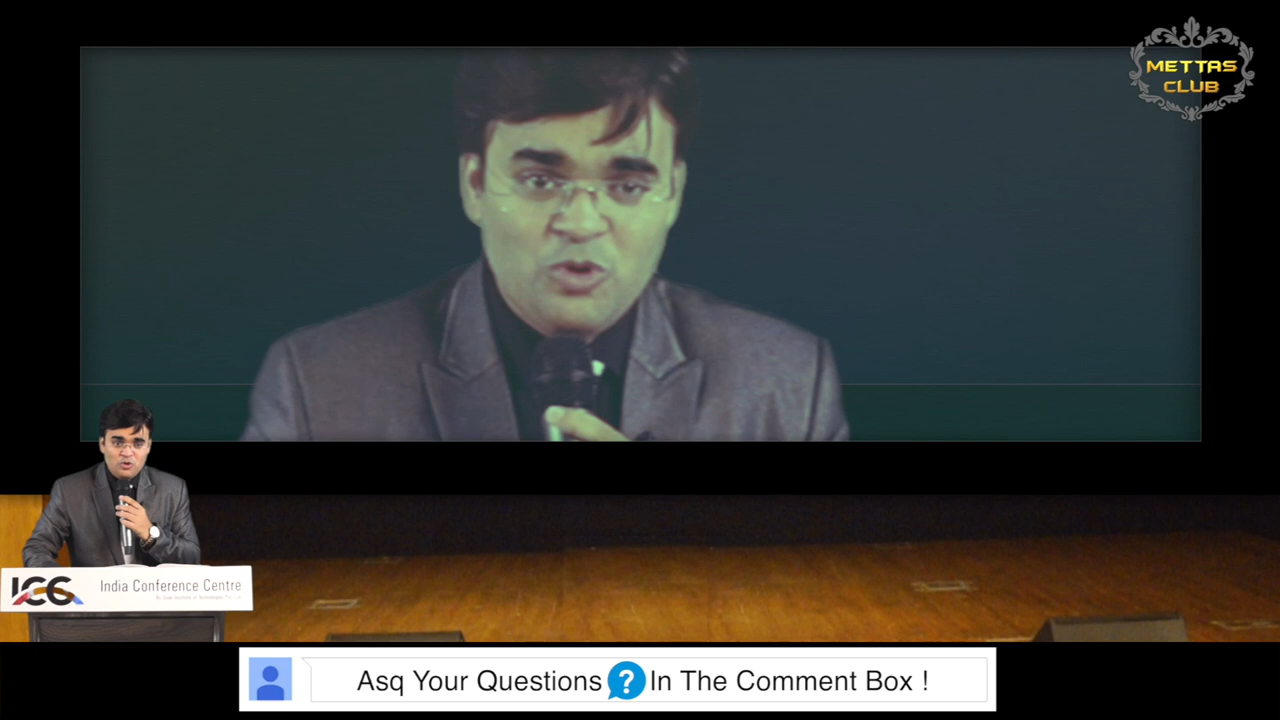 METTAS
CLUB
ICC India Conference Centre
Asq Your Questions ? In The Comment Box !